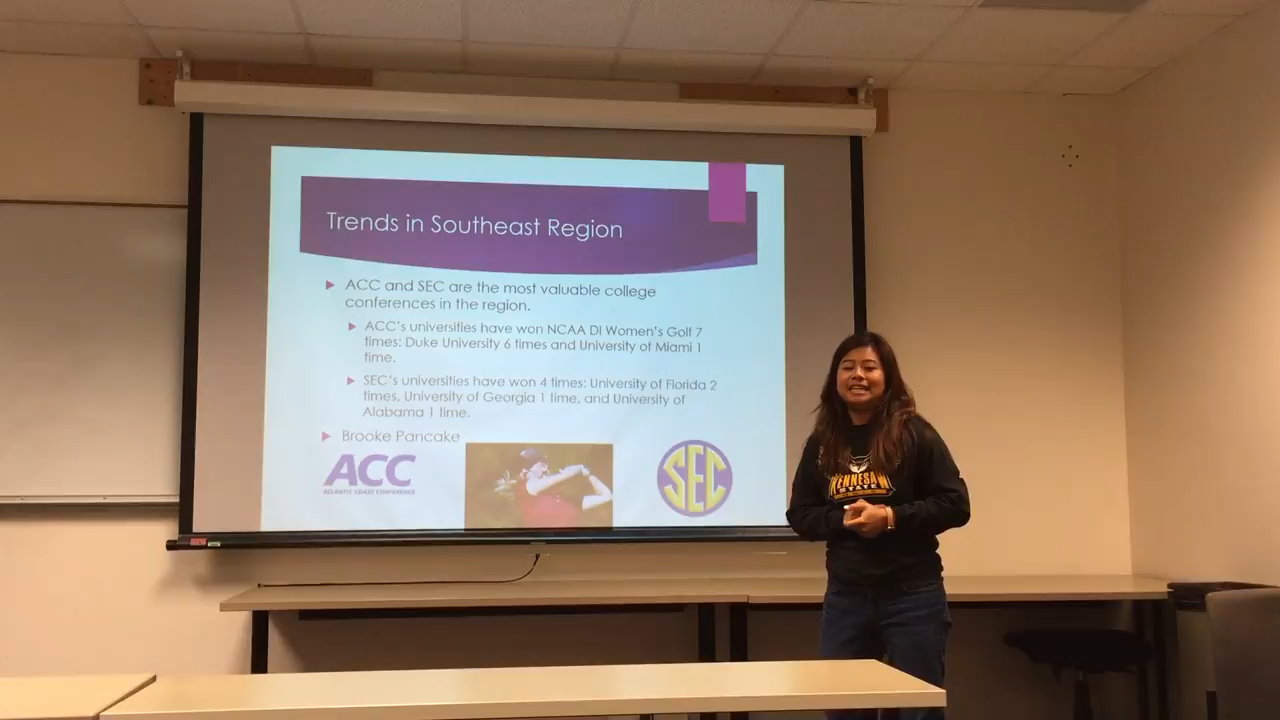 Trends in Southeast Region
ACC and SEC are the most valuable college
conferences in the region.
ACC's universities have won NCAA DI Women's Golf 7
times: Duke University 6 times and University of Miami 1
time.
SEC's universities have won 4 times: University of Florida 2
times, University of Georgia 1 time, and University of
Alabama 1 time.
Brooke Pancake
ACC
ATLANTIC COAST CONFERENCE
SEC
KENNESAW
STATE